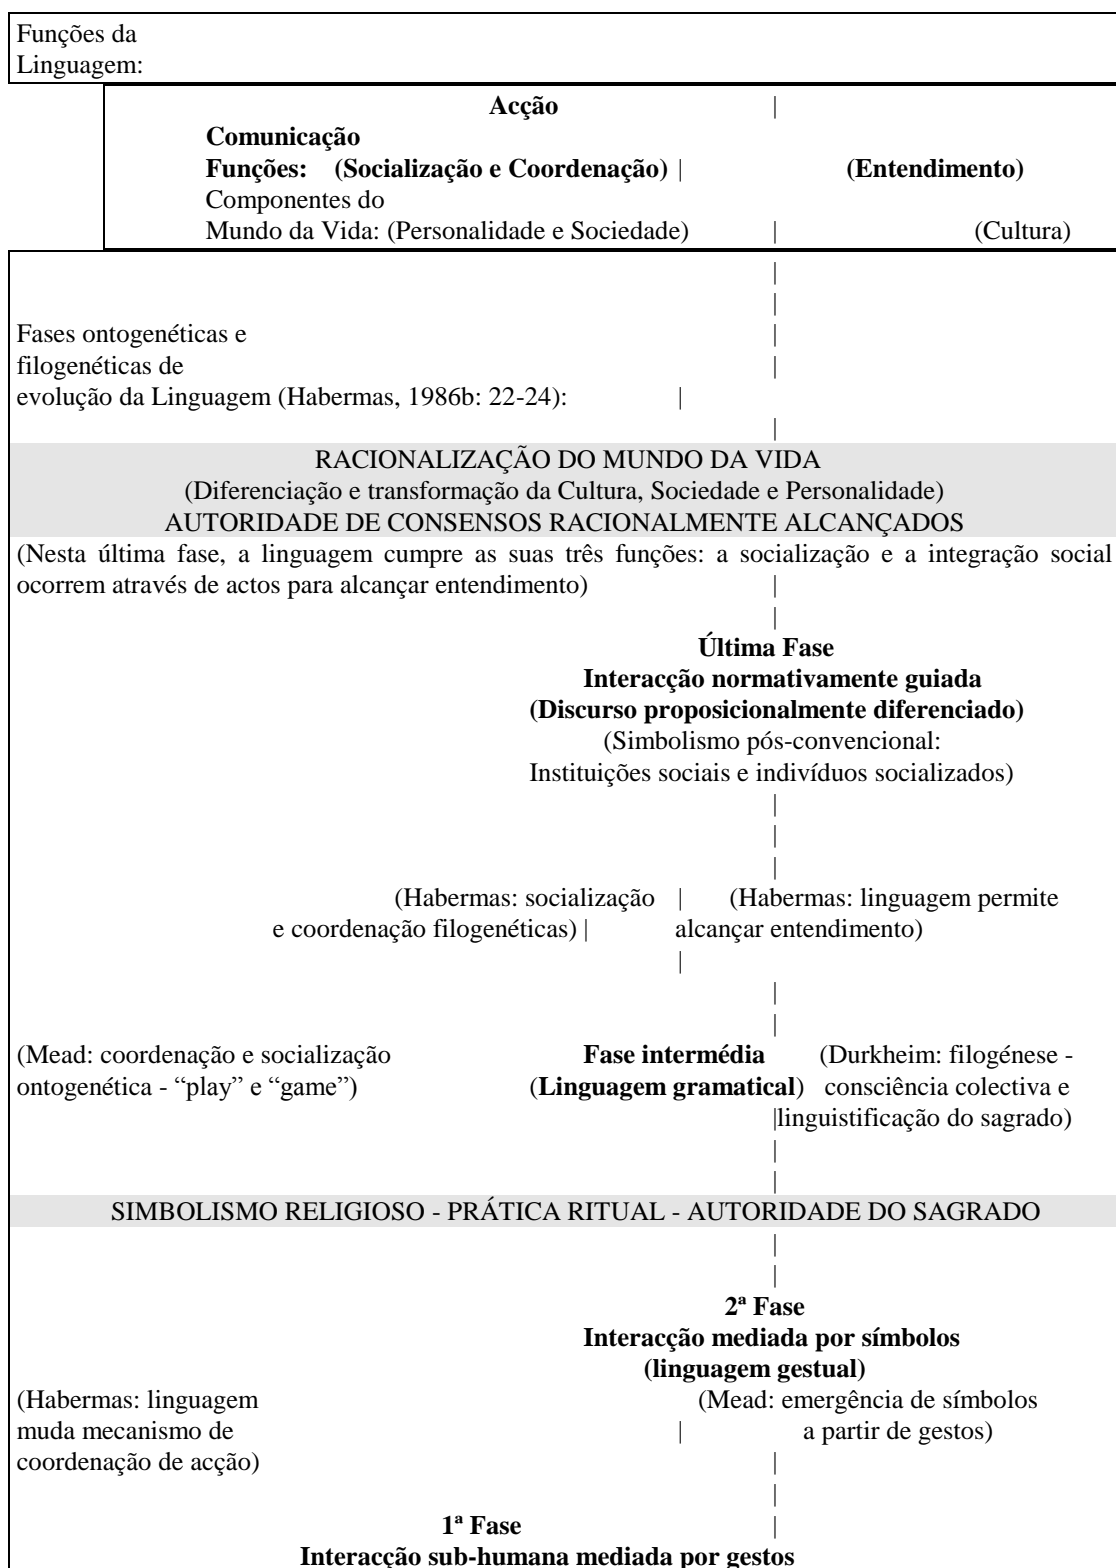 Funções da
Linguagem:
Acção |
Comunicação
Funções: (Socialização e Coordenação) | (Entendimento)
Componentes do
Mundo da Vida: (Personalidade e Sociedade) | (Cultura)
|
|
Fases ontogenéticas e |
filogenéticas de |
evolução da Linguagem (Habermas, 1986b: 22-24): |
|
RACIONALIZAÇÃO DO MUNDO DA VIDA
(Diferenciação e transformação da Cultura, Sociedade e Personalidade)
AUTORIDADE DE CONSENSOS RACIONALMENTE ALCANÇADOS
(Nesta última fase, a linguagem cumpre as suas três funções: a socialização e a integração social
ocorrem através de actos para alcançar entendimento) |
|
Última Fase
Interacção normativamente guiada
(Discurso proposicionalmente diferenciado)
(Simbolismo pós-convencional:
Instituições sociais e indivíduos socializados)
|
|
|
(Habermas: socialização | (Habermas: linguagem permite
e coordenação filogenéticas) | alcançar entendimento)
|
|
|
(Mead: coordenação e socialização Fase intermédia (Durkheim: filogénese -
ontogenética - “play” e “game”) (Linguagem gramatical) consciência colectiva e
|linguistificação do sagrado)
|
|
SIMBOLISMO RELIGIOSO - PRÁTICA RITUAL - AUTORIDADE DO SAGRADO
|
|
2ª Fase
Interacção mediada por símbolos
(linguagem gestual)
(Habermas: linguagem (Mead: emergência de símbolos
muda mecanismo de | a partir de gestos)
coordenação de acção) |
|
1ª Fase |
Interacção sub-humana mediada por gestos